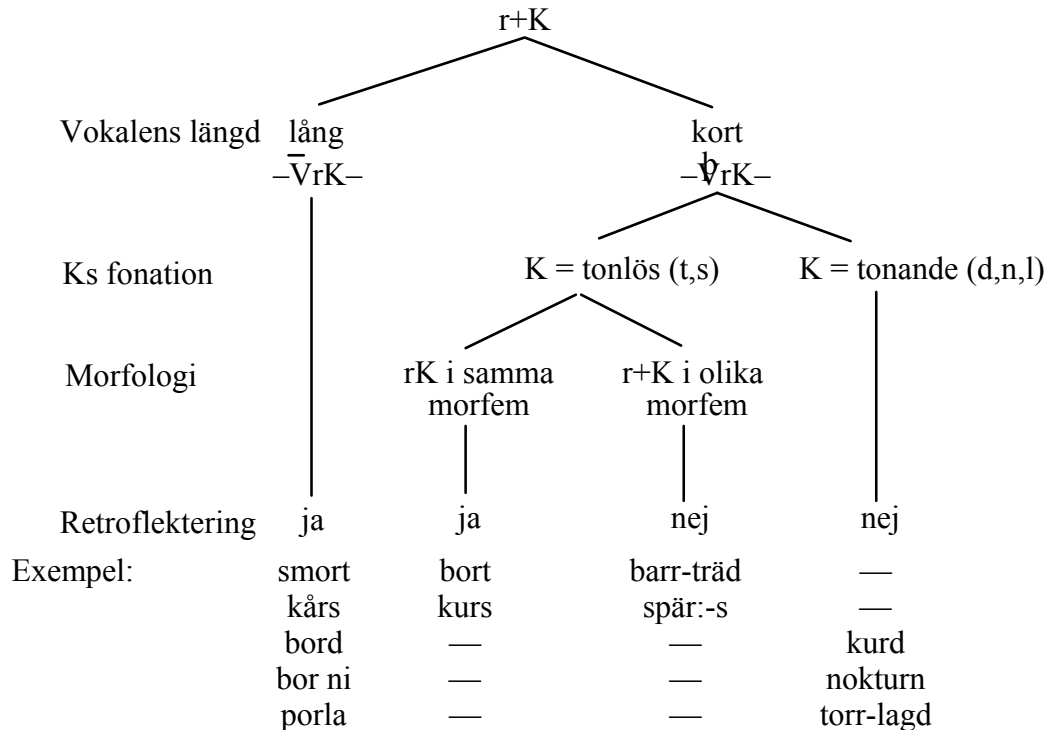 r+K
Vokalens längd lång kort
–V̅rK– –VrK–
Ks fonation K = tonlös (t,s) K = tonande (d,n,l)
Morfologi rK i samma morfem r+K i olika morfem
Retroflektering ja ja nej nej
Exempel: smort bort barr-träd —
kårs kurs spär:-s —
bord — — kurd
bor ni — — nokturn
porla — — torr-lagd